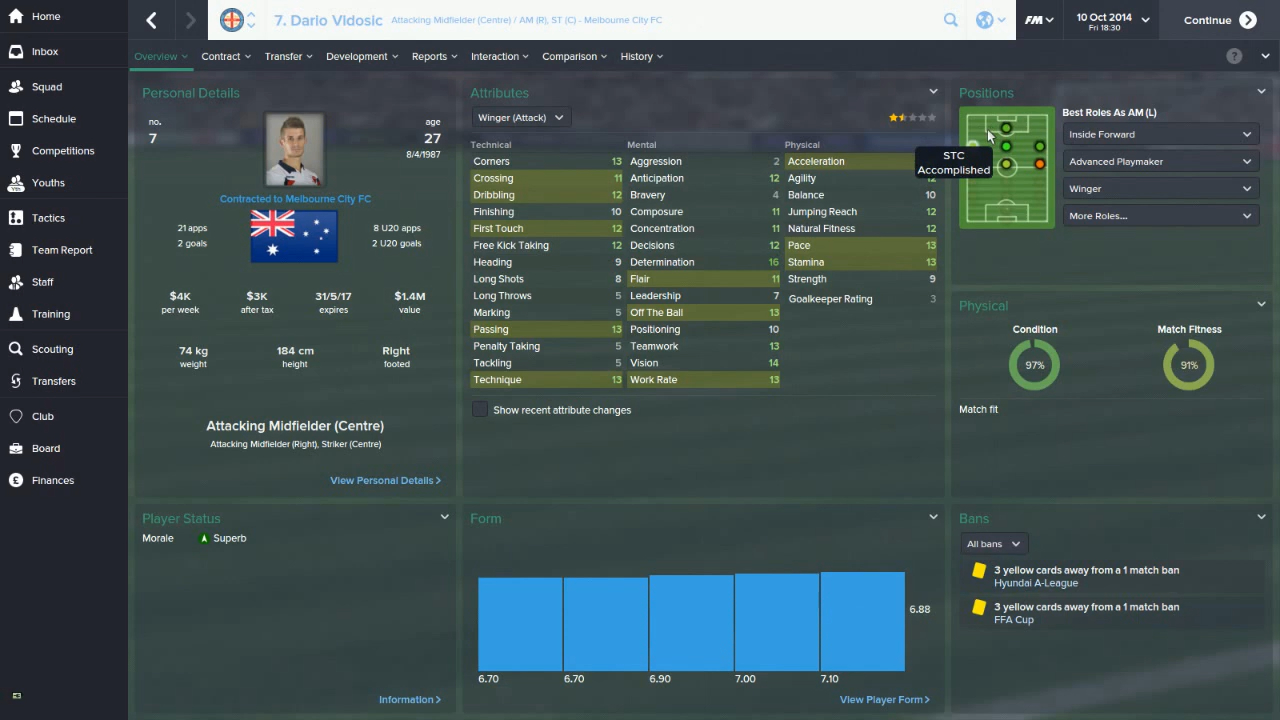 Home
7. Dario Vidosic Attacking Midfielder (Centre) / AM (R), ST (C) - Melbourne City FC
FM
10 Oct 2014
Fri 18:30
Continue
Inbox
Squad
Schedule
Competitions
Youths
Tactics
Team Report
Staff
Training
Scouting
Transfers
Club
Board
Finances
Overview Contract Transfer Development Reports Interaction Comparison History ?
Personal Details
no.
7
age
27
8/4/1987
Contracted to Melbourne City FC
21 apps
2 goals
8 U20 apps
2 U20 goals
$4K
per week
$3K
after tax
31/5/17
expires
$1.4M
value
74 kg
weight
184 cm
height
Right
footed
Attacking Midfielder (Centre)
Attacking Midfielder (Right), Striker (Centre)
View Personal Details >
Attributes
Winger (Attack)
Technical
Corners 13
Crossing 11
Dribbling 12
Finishing 10
First Touch 12
Free Kick Taking 12
Heading 9
Long Shots 8
Long Throws 5
Marking 5
Passing 13
Penalty Taking 5
Tackling 5
Technique 13
Mental
Aggression 2
Anticipation 12
Bravery 4
Composure 11
Concentration 11
Decisions 12
Determination 16
Flair 11
Leadership 7
Off The Ball 13
Positioning 10
Teamwork 13
Vision 14
Work Rate 13
Physical
Acceleration
Agility 12
Balance 10
Jumping Reach 12
Natural Fitness 12
Pace 13
Stamina 13
Strength 9
Goalkeeper Rating 3
Show recent attribute changes
Positions
STC
Accomplished
Best Roles As AM (L)
Inside Forward
Advanced Playmaker
Winger
More Roles...
Physical
Condition
97%
Match Fitness
91%
Match fit
Player Status
Morale Superb
Information >
Form
6.88
6.70 6.70 6.90 7.00 7.10
View Player Form >
Bans
All bans
3 yellow cards away from a 1 match ban
Hyundai A-League
3 yellow cards away from a 1 match ban
FFA Cup